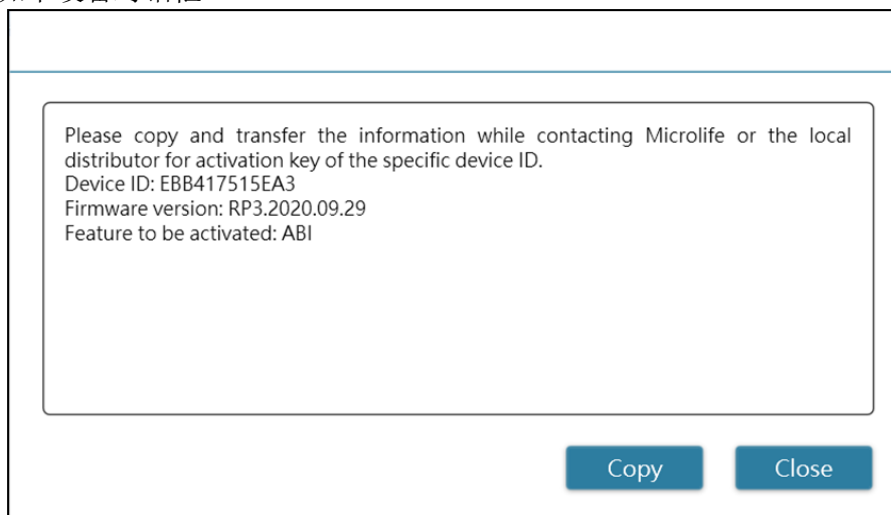 Please copy and transfer the information while contacting Microlife or the local
distributor for activation key of the specific device ID.
Device ID: EBB417515EA3
Firmware version: RP3.2020.09.29
Feature to be activated: ABI
Copy Close